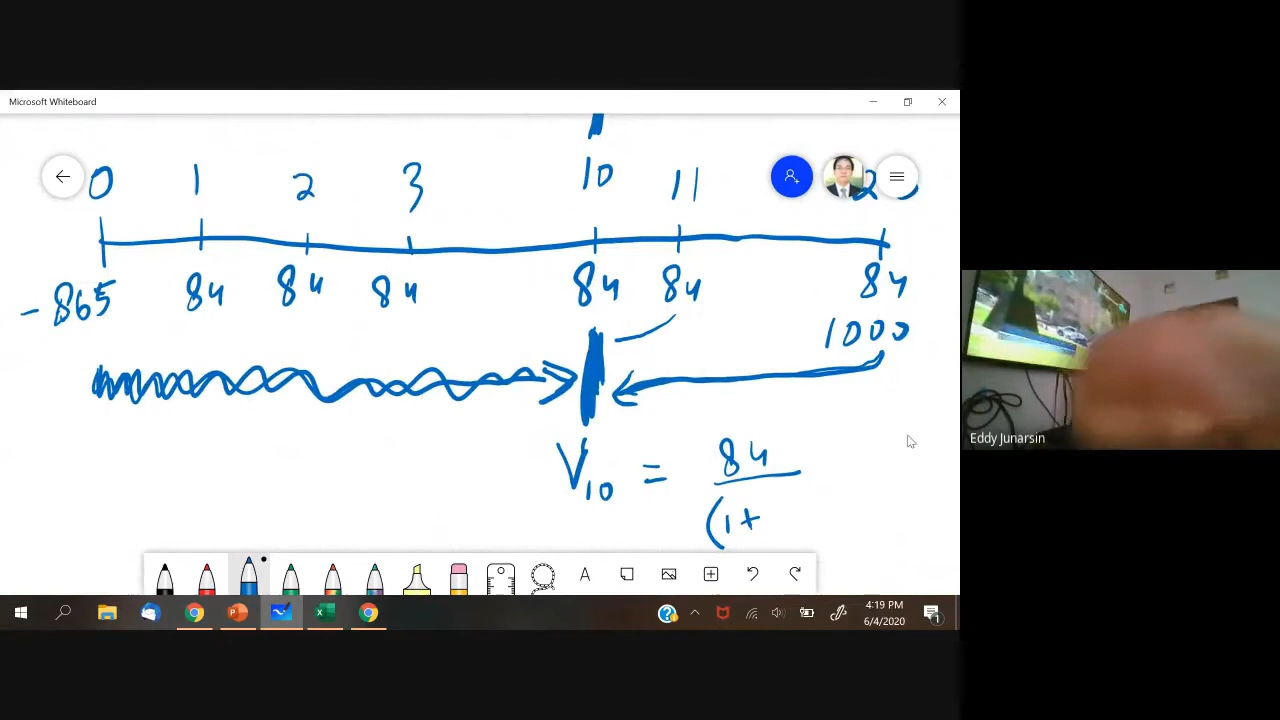 Microsoft Whiteboard
0 1 2 3 10 11
-865 84 84 84 84 84 84
1000
V10 = 84
(1+
Eddy Junarsin
A
4:19 PM
6/4/2020
1